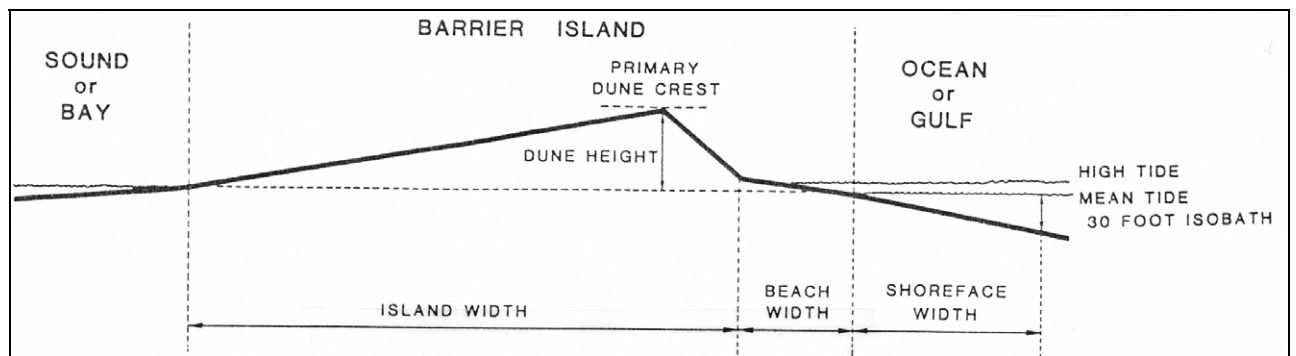 BARRIER ISLAND
SOUND
or
BAY
PRIMARY
DUNE CREST
OCEAN
or
GULF
DUNE HEIGHT
HIGH TIDE
MEAN TIDE
30 FOOT ISOBATH
ISLAND WIDTH
BEACH
WIDTH
SHOREFACE
WIDTH